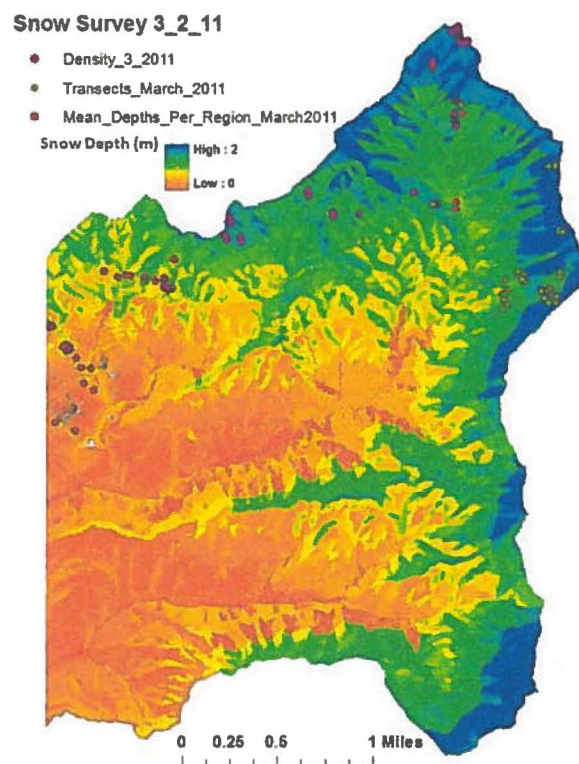 Snow Survey 3_2_11
Density_3_2011
Transects_March_2011
Mean_Depths_Per_Region_March2011
Snow Depth (m)
High : 2
Low : 0
0 0.25 0.5 1 Miles